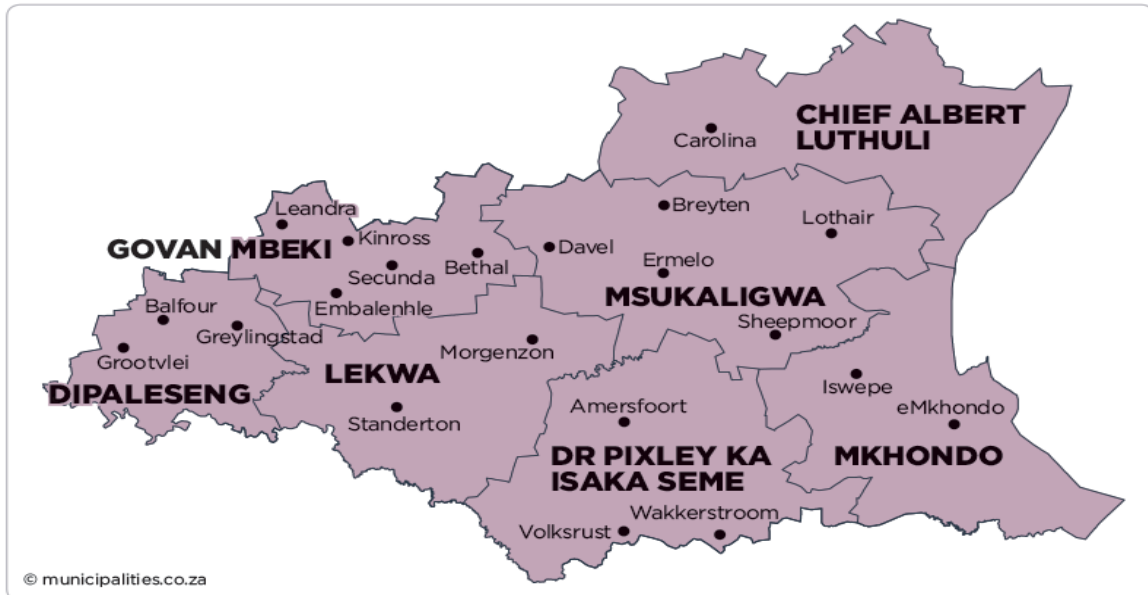 CHIEF ALBERT
LUTHULI
Carolina
Breyten
Lothair
Leandra
Kinross
GOVAN MBEKI
Davel
Secunda
Bethal
Ermelo
MSUKALIGWA
Embalenhle
Balfour
Greylingstad
Sheepmoor
Grootvlei
Morgenzon
LEKWA
DIPALESENG
Iswepe
Standerton
Amersfoort
eMkhondo
DR PIXLEY KA
ISAKA SEME
MKHONDO
Wakkerstroom
Volksrust
© municipalities.co.za